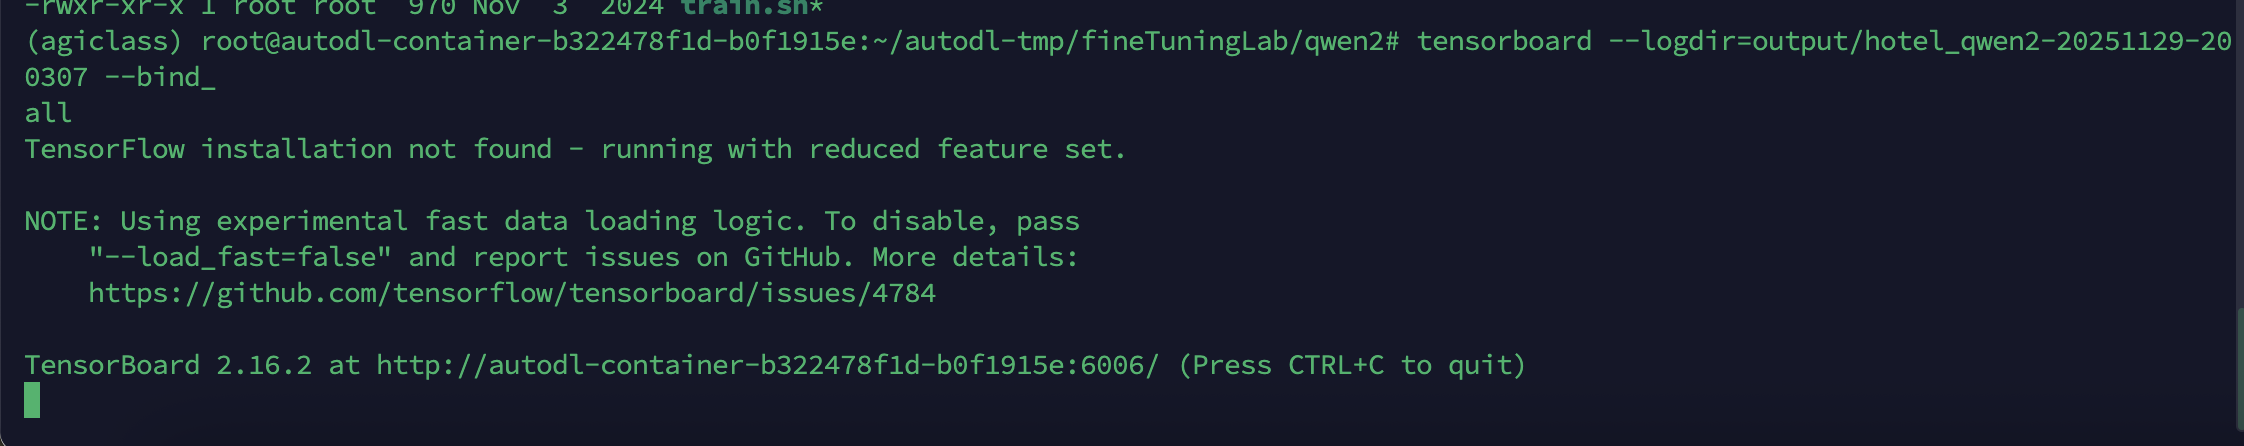 -rwxr-xr-x 1 root root  970 Nov  3  2024 train.sh*
(agiclass) root@autodl-container-b322478f1d-b0f1915e:~/autodl-tmp/fineTuningLab/qwen2# tensorboard --logdir=output/hotel_qwen2-20251129-20
0307 --bind_
all
TensorFlow installation not found - running with reduced feature set.
NOTE: Using experimental fast data loading logic. To disable, pass
    "--load_fast=false" and report issues on GitHub. More details:
    https://github.com/tensorflow/tensorboard/issues/4784
TensorBoard 2.16.2 at http://autodl-container-b322478f1d-b0f1915e:6006/ (Press CTRL+C to quit)